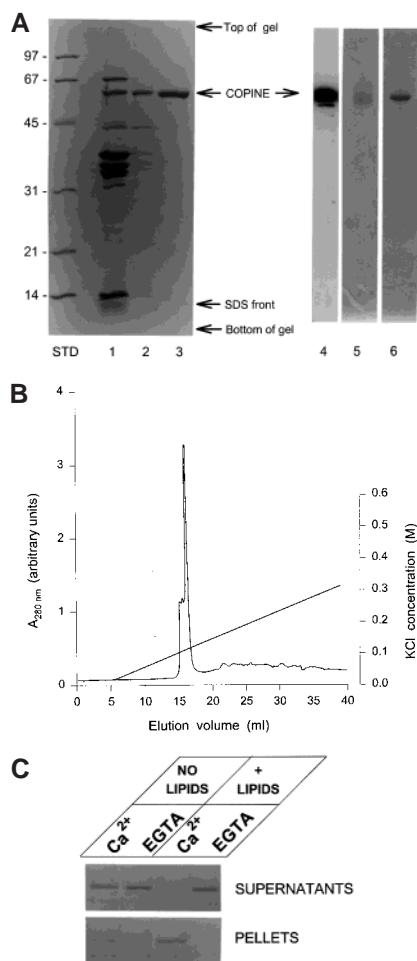 A
97 -
67 -
45 -
31 -
21 -
14 -
Top of gel
COPINE
SDS front
Bottom of gel
STD 1 2 3
4 5 6
B
4
3
2
1
0
A280 nm (arbitrary units)
0.6
0.5
0.4
0.3
0.2
0.1
0.0
KCl concentration (M)
0 5 10 15 20 25 30 35 40
Elution volume (ml)
C
NO LIPIDS
+ LIPIDS
Ca2+ EGTA Ca2+ EGTA
SUPERNATANTS
PELLETS